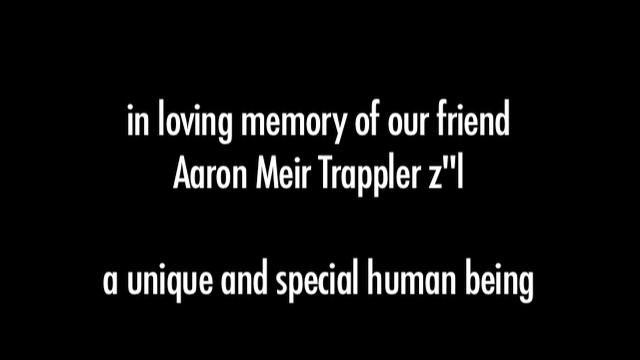 in loving memory of our friend
Aaron Meir Trappler z"l
a unique and special human being